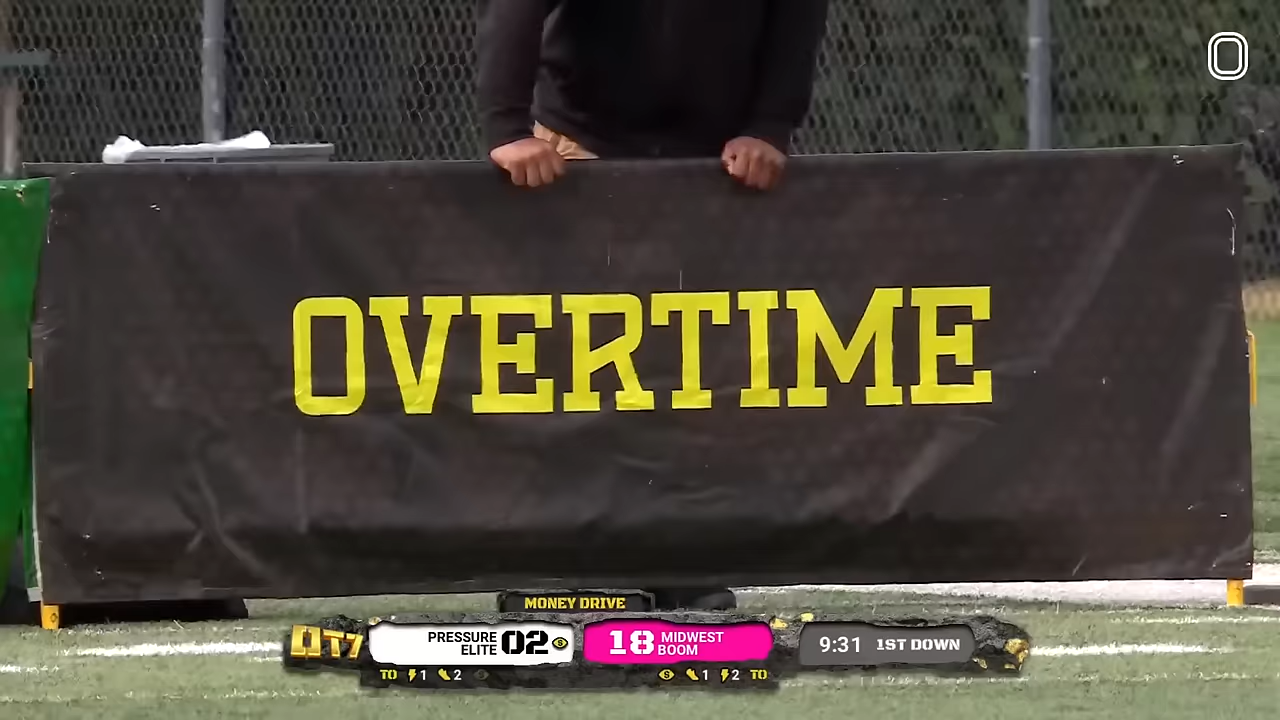 OVERTIME
MONEY DRIVE
OT7 PRESSURE ELITE 02 18 MIDWEST BOOM 9:31 1ST DOWN
TO 1 2 S 1 2 TO